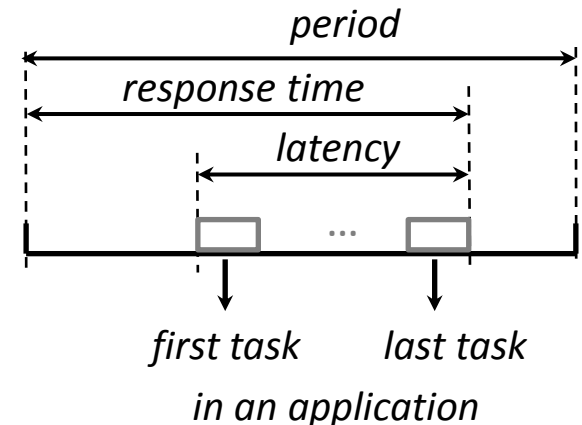 period
response time
latency
...
first task last task
in an application